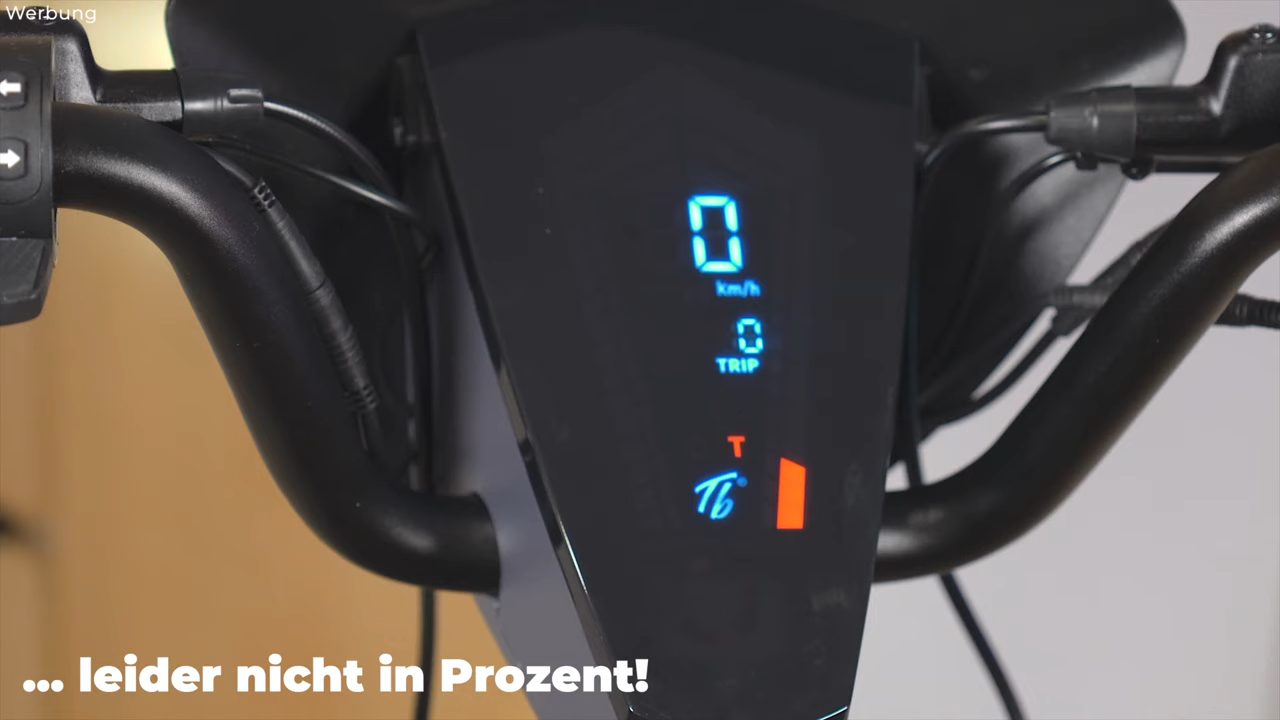 Werbung
0
km/h
0
TRIP
T
Tb
... leider nicht in Prozent!